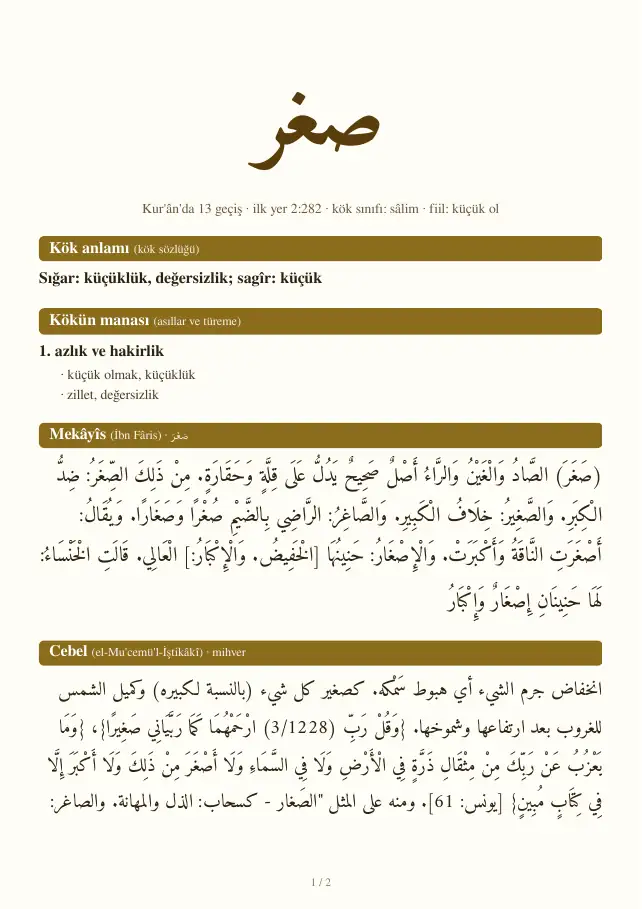 صغر
Kur'ân'da 13 geçiş · ilk yer 2:282 · kök sınıfı: sâlim · fiil: küçük ol
Kök anlamı (kök sözlüğü)
Sığar: küçüklük, değersizlik; sagîr: küçük
Kökün manası (asıllar ve türeme)
1. azlık ve hakirlik
· küçük olmak, küçüklük
· zillet, değersizlik
Mekâyîs (İbn Fâris) · صَغَرَ
(صَغَرَ) الصَّادُ وَالْغَيْنُ وَالرَّاءُ أَصْلٌ صَحِيحٌ يَدُلُّ عَلَى قِلَّةٍ وَحَقَارَةٍ. مِنْ ذَلِكَ الصِّغَرُ: ضِدُّ
الْكِبَرِ. وَالصَّغِيرُ: خِلَافُ الْكَبِيرِ. وَالصَّاغِرُ: الرَّاضِي بِالضَّيْمِ صُغْرًا وَصَغَارًا. وَيُقَالُ:
أَصْغَرَتِ النَّاقَةُ وَأَكْبَرَتْ. وَالْإِصْغَارُ: حَنِينُهَا [الْخَفِيضُ. وَالْإِكْبَارُ:] الْعَالِي. قَالَتِ الْخَنْسَاءُ:
لَهَا حَنِينَانِ إِصْغَارٌ وَإِكْبَارُ
Cebel (el-Mu'cemü'l-İştikâkî) · mihver
انخفاض جرم الشيء أي هبوط سَمْكه. كصغير كل شيء (بالنسبة لكبيره) وكميل الشمس
للغروب بعد ارتفاعها وشموخها. {وَقُلْ رَبِّ (3/1228) ارْحَمْهُمَا كَمَا رَبَّيَانِي صَغِيرًا}، {وَمَا
يَعْزُبُ عَنْ رَبِّكَ مِنْ مِثْقَالِ ذَرَّةٍ فِي الْأَرْضِ وَلَا فِي السَّمَاءِ وَلَا أَصْغَرَ مِنْ ذَلِكَ وَلَا أَكْبَرَ إِلَّا
فِي كِتَابٍ مُبِينٍ} [يونس: 61]. ومنه على المثل "الصَغار - كسحاب: الذل والمهانة. والصاغر:
1 / 2